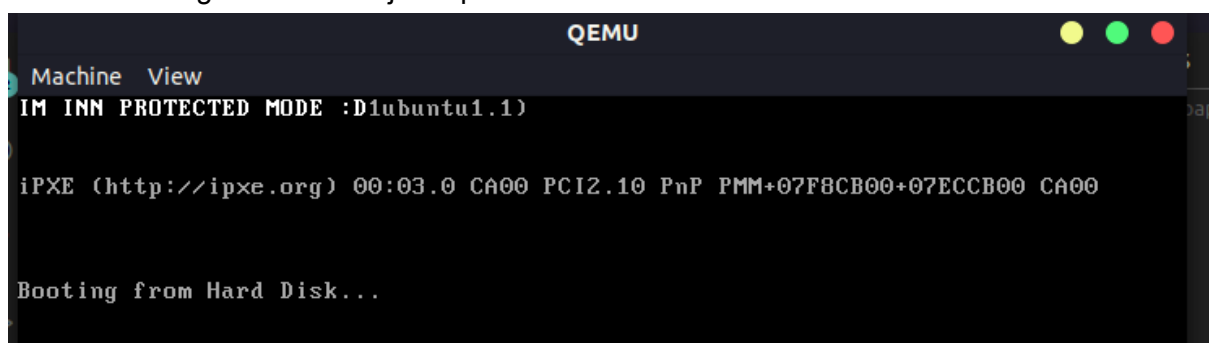 QEMU
Machine View
IM INN PROTECTED MODE :D1ubuntu1.1)
iPXE (http://ipxe.org) 00:03.0 CA00 PCI2.10 PnP PMM+07F8CB00+07ECCB00 CA00
Booting from Hard Disk...